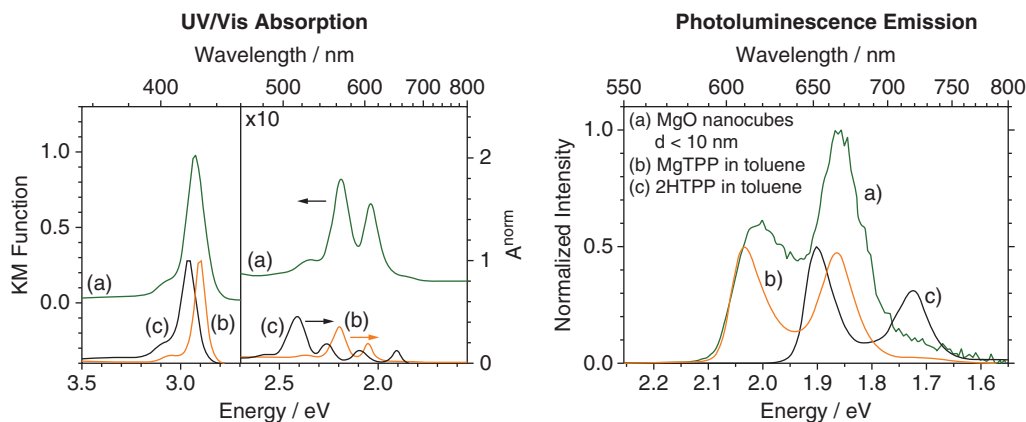 UV/Vis Absorption
Wavelength / nm
400 500 600 700 800
x10
KM Function
1.0
0.5
0.0
(a)
(c)
(b)
(a)
(c)
(b)
2
1
0
A^norm
3.5 3.0 2.5 2.0
Energy / eV
Photoluminescence Emission
Wavelength / nm
550 600 650 700 750 800
Normalized Intensity
1.0
0.5
0.0
(a) MgO nanocubes
d < 10 nm
(b) MgTPP in toluene
(c) 2HTPP in toluene
a)
b)
c)
2.2 2.1 2.0 1.9 1.8 1.7 1.6
Energy / eV